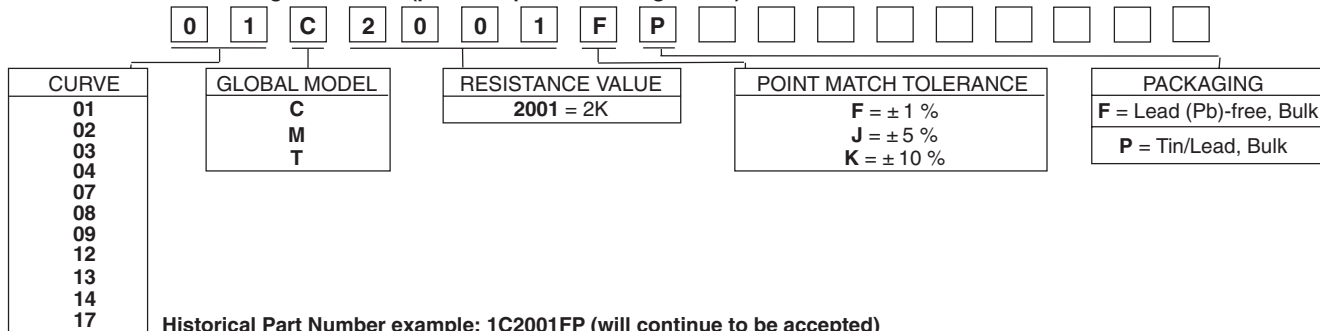 0 1 C 2 0 0 1 F P
CURVE
01
02
03
04
07
08
09
12
13
14
17
GLOBAL MODEL
C
M
T
RESISTANCE VALUE
2001 = 2K
POINT MATCH TOLERANCE
F = ± 1 %
J = ± 5 %
K = ± 10 %
PACKAGING
F = Lead (Pb)-free, Bulk
P = Tin/Lead, Bulk
Historical Part Number example: 1C2001FP (will continue to be accepted)